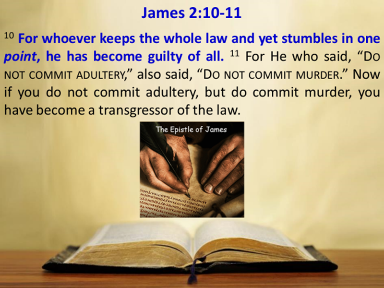 James 2:10-11
10 For whoever keeps the whole law and yet stumbles in one
point, he has become guilty of all. 11 For He who said, “DO
NOT COMMIT ADULTERY,” also said, “DO NOT COMMIT MURDER.” Now
if you do not commit adultery, but do commit murder, you
have become a transgressor of the law.
The Epistle of James